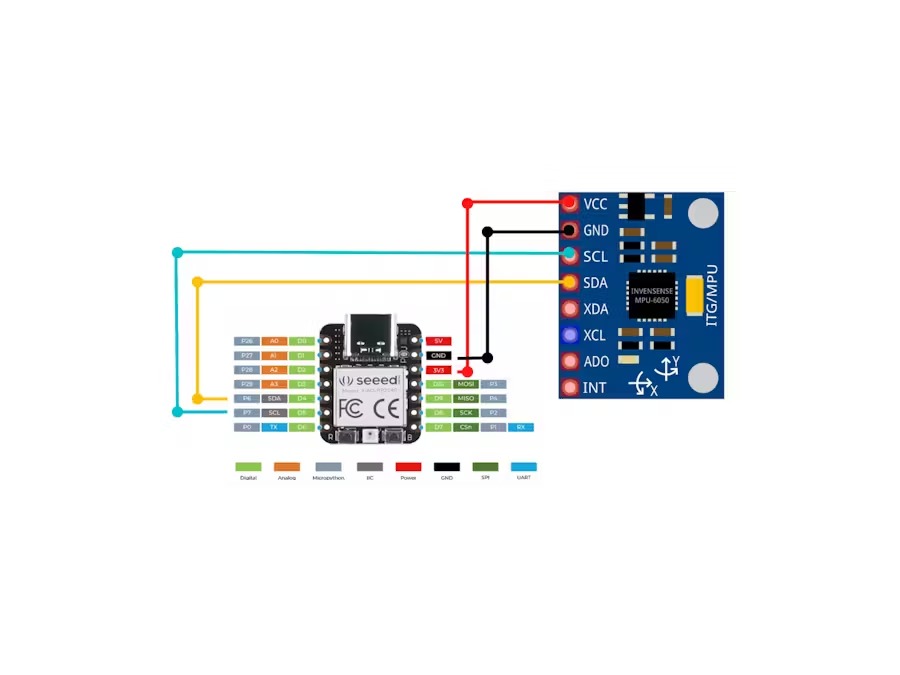 VCC
GND
SCL
SDA
XDA
XCL
ADO
INT
INVENSENSE
MPU-6050
ITG/MPU
Y
X
P26 A0 D0 5V
P27 A1 D1 GND
P28 A2 D2 3V3
P29 A3 D3 D10 MOSI P3
P6 SDA D4 D9 MISO P4
P7 SCL D5 D8 SCK P2
P0 TX D6 D7 CSn P1 RX
seeed
FC CE
R B
Digital Analog Micropython IIC Power GND SPI UART